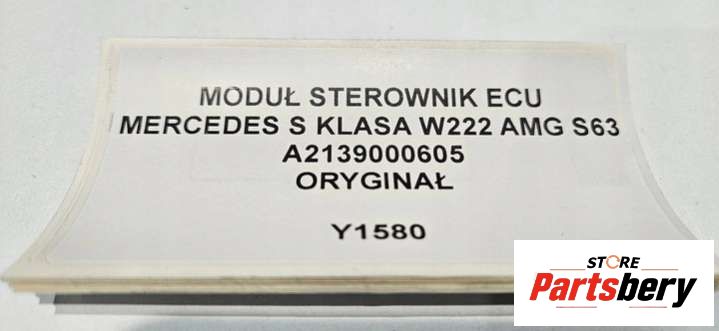 MODUŁ STEROWNIK ECU
MERCEDES S KLASA W222 AMG S63
A2139000605
ORYGINAŁ
Y1580
STORE
Partsbery